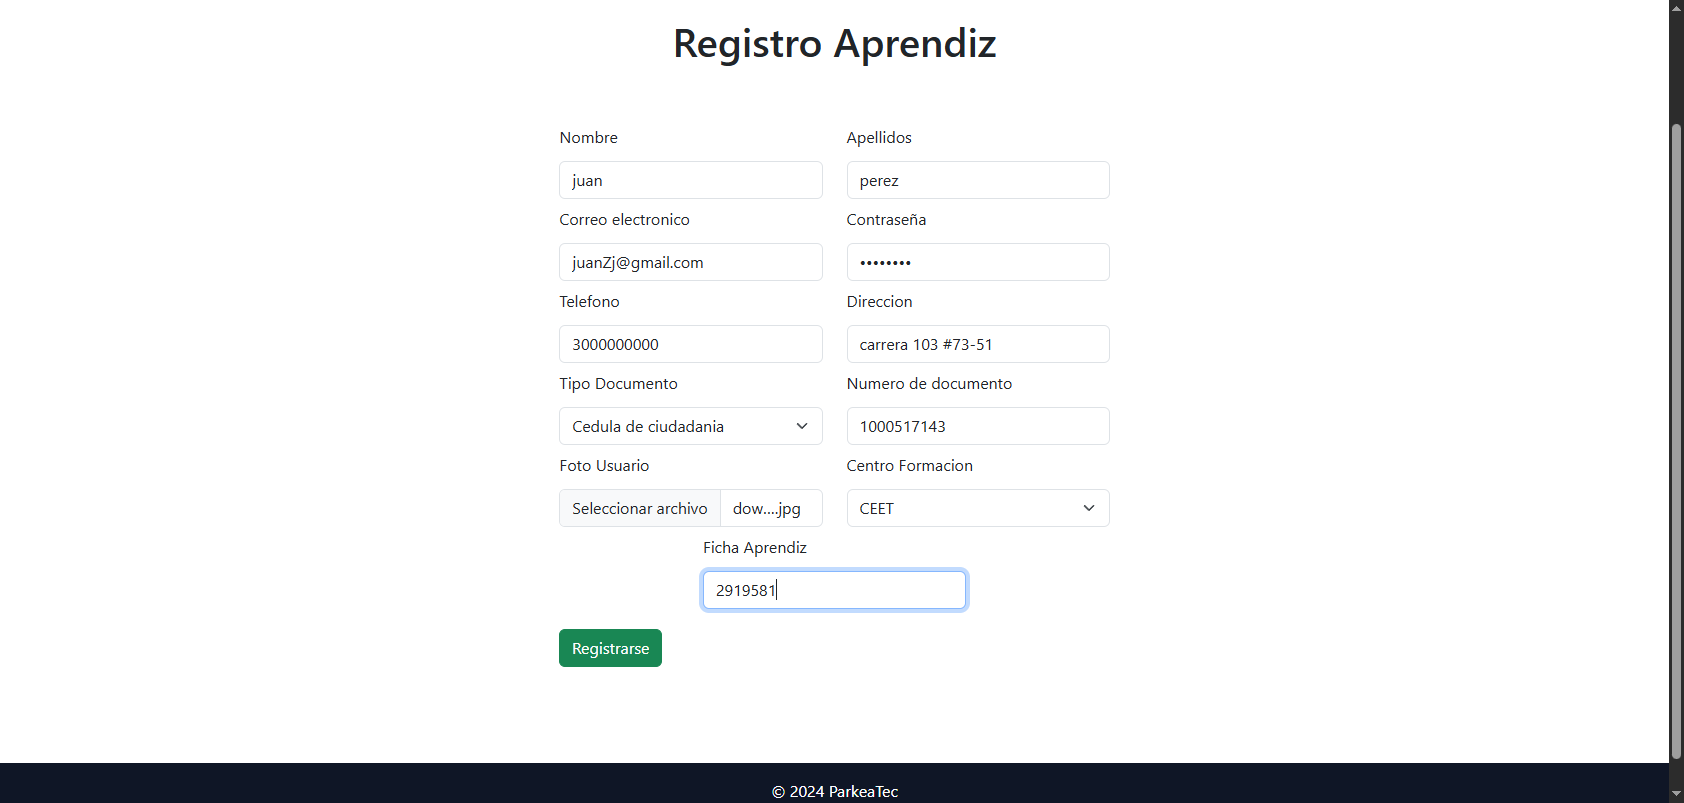 Registro Aprendiz
Nombre
Apellidos
juan
perez
Correo electronico
Contraseña
juanZj@gmail.com
••••••••
Telefono
Direccion
3000000000
carrera 103 #73-51
Tipo Documento
Numero de documento
Cedula de ciudadania
1000517143
Foto Usuario
Centro Formacion
Seleccionar archivo dow....jpg
CEET
Ficha Aprendiz
2919581
Registrarse
© 2024 ParkeaTec